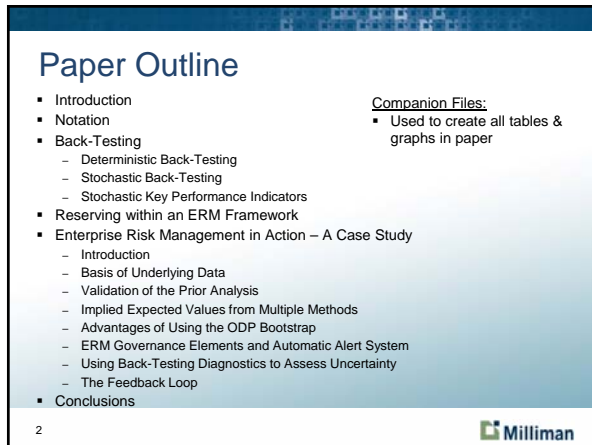 Paper Outline
▪ Introduction
▪ Notation
▪ Back-Testing
– Deterministic Back-Testing
– Stochastic Back-Testing
– Stochastic Key Performance Indicators
▪ Reserving within an ERM Framework
▪ Enterprise Risk Management in Action – A Case Study
– Introduction
– Basis of Underlying Data
– Validation of the Prior Analysis
– Implied Expected Values from Multiple Methods
– Advantages of Using the ODP Bootstrap
– ERM Governance Elements and Automatic Alert System
– Using Back-Testing Diagnostics to Assess Uncertainty
– The Feedback Loop
▪ Conclusions
Companion Files:
▪ Used to create all tables &
graphs in paper
2
Milliman